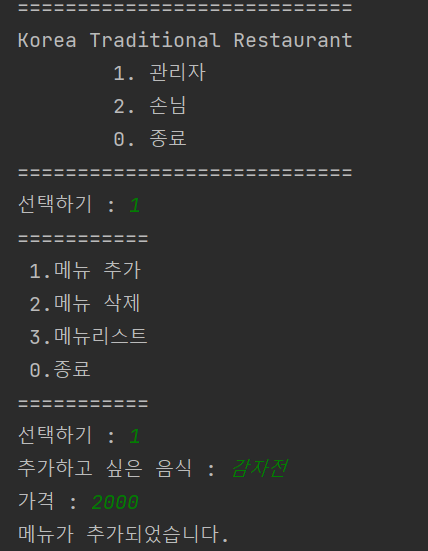 ============================
Korea Traditional Restaurant
        1. 관리자
        2. 손님
        0. 종료
============================
선택하기 : 1
===========
 1.메뉴 추가
 2.메뉴 삭제
 3.메뉴리스트
 0.종료
===========
선택하기 : 1
추가하고 싶은 음식 : 감자전
가격 : 2000
메뉴가 추가되었습니다.